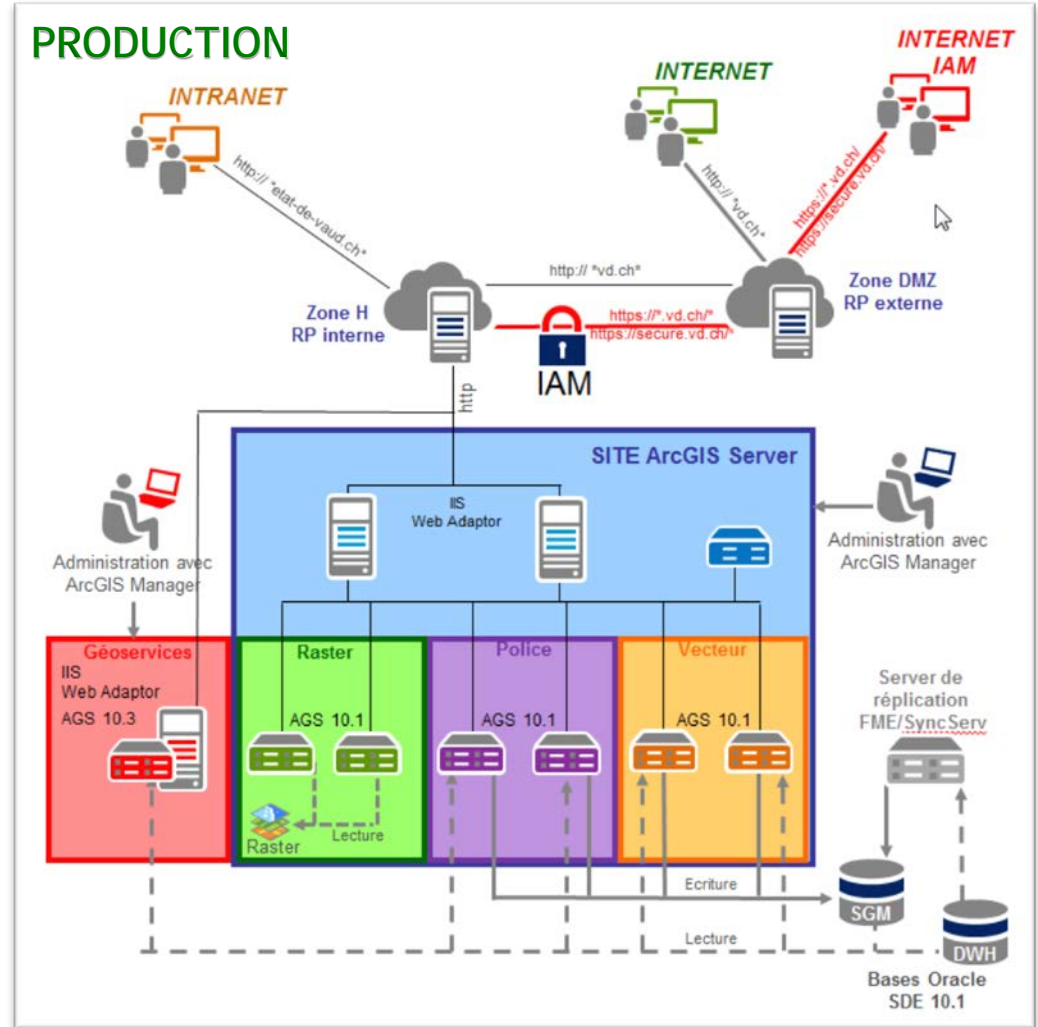 PRODUCTION
INTRANET
INTERNET
INTERNET
IAM
http:// *etat-de-vaud.ch*
http:// *vd.ch*
https://*.vd.ch/
https://secure.vd.ch/*
http:// *vd.ch*
Zone H
RP interne
https://*.vd.ch/*
https://secure.vd.ch/*
IAM
Zone DMZ
RP externe
http
SITE ArcGIS Server
IIS
Web Adaptor
Administration avec
ArcGIS Manager
Administration avec
ArcGIS Manager
Géoservices
IIS
Web Adaptor
AGS 10.3
Raster
AGS 10.1
Raster
Lecture
Police
AGS 10.1
Vecteur
AGS 10.1
Server de
réplication
FME/SyncServ
Ecriture
SGM
Lecture
DWH
Bases Oracle
SDE 10.1